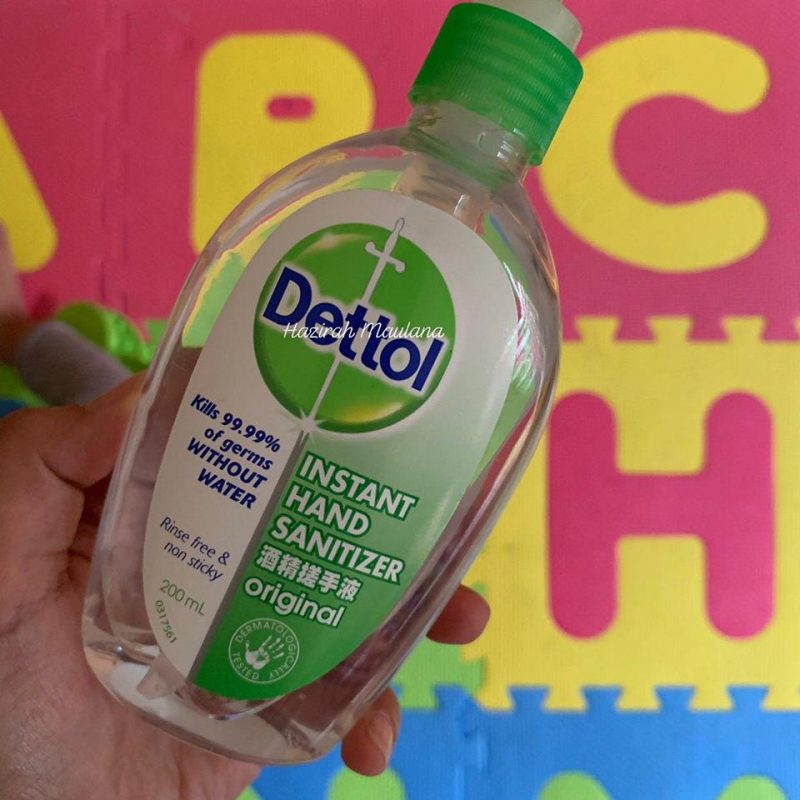 A B C
Dettol
Hazirah Maulana
Kills 99.99%
of germs
WITHOUT
WATER
Rinse free &
non sticky
200 mL
0317561
INSTANT
HAND
SANITIZER
酒精搓手液
original
DERMATOLOGICALLY
TESTED
H